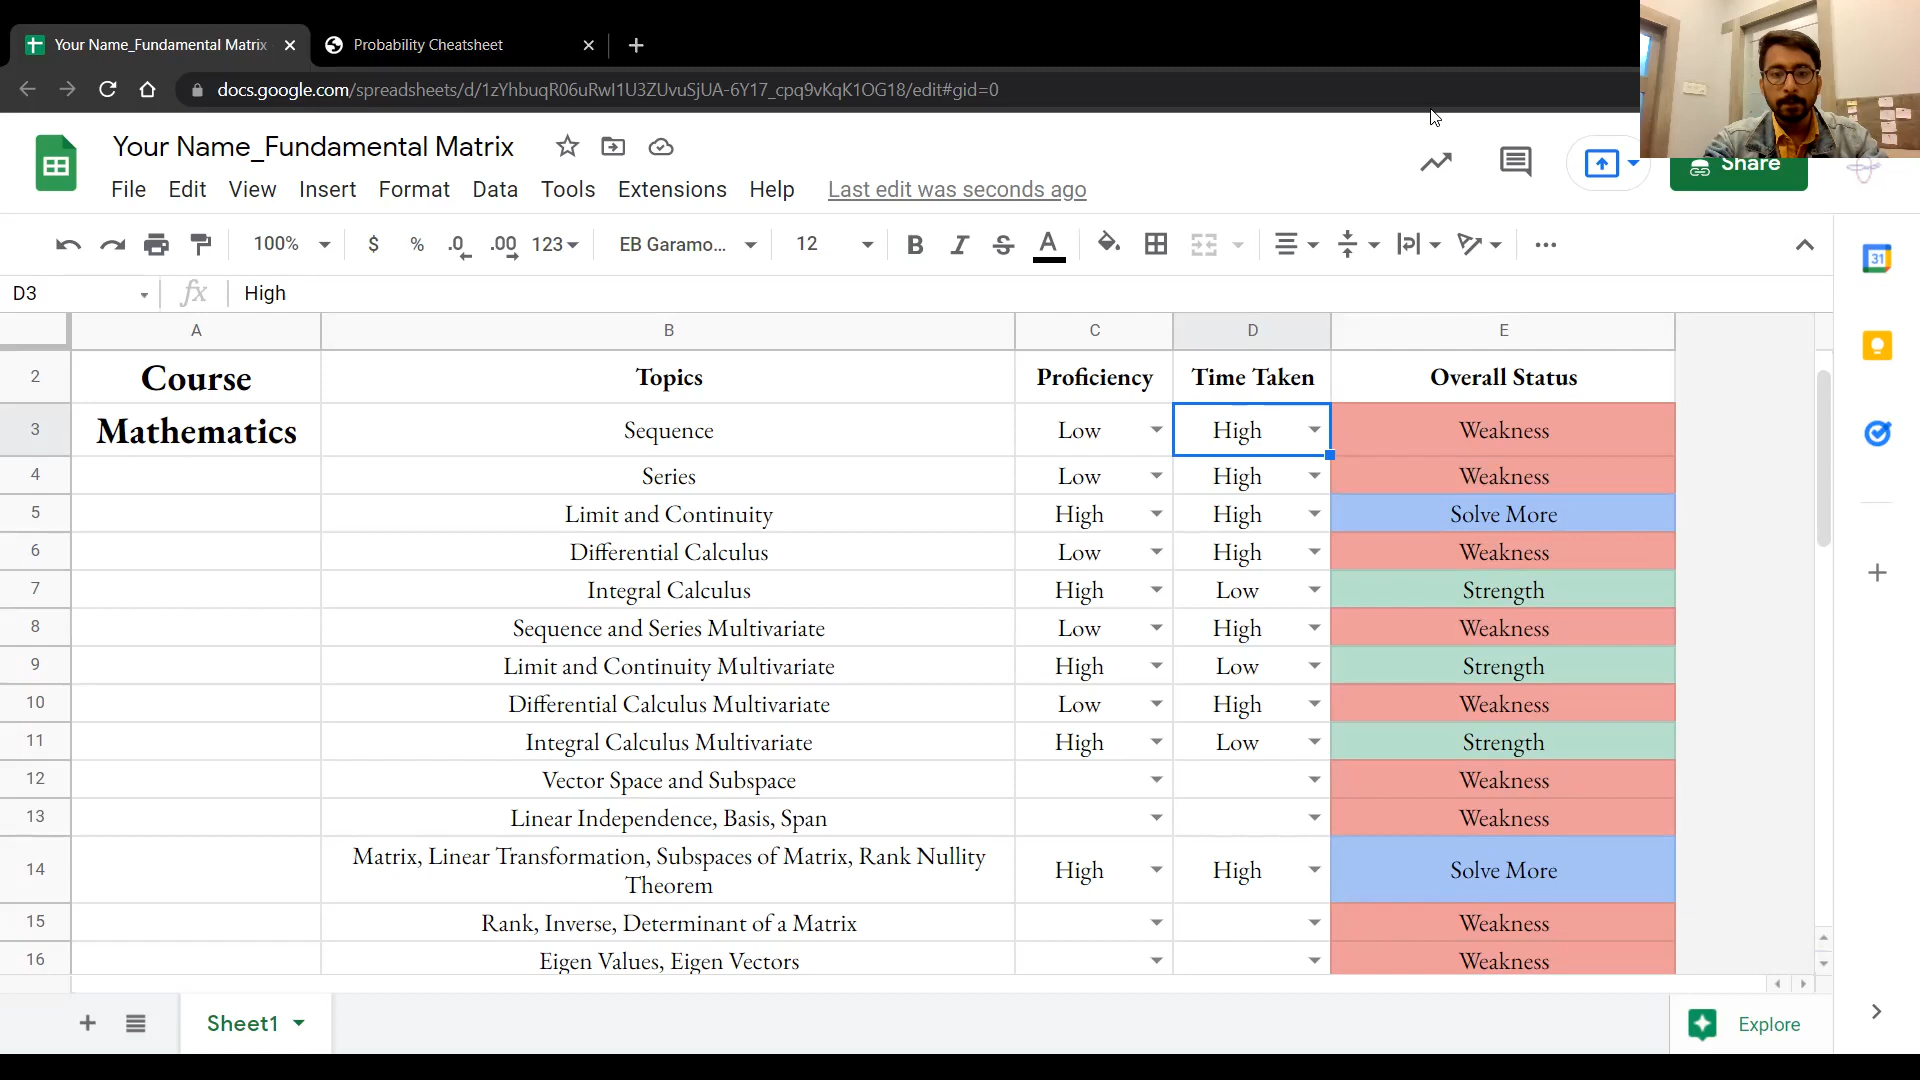 Your Name_Fundamental Matrix
Probability Cheatsheet
docs.google.com/spreadsheets/d/1zYhbuqR06uRwI1U3ZUvuSjUA-6Y17_cpq9vKqK1OG18/edit#gid=0
Your Name_Fundamental Matrix
Share
File Edit View Insert Format Data Tools Extensions Help Last edit was seconds ago
100% $ % .0 .00 123 EB Garamo... 12 B I S A
31
D3 fx High
A B C D E
2 Course Topics Proficiency Time Taken Overall Status
3 Mathematics Sequence Low High Weakness
4 Series Low High Weakness
5 Limit and Continuity High High Solve More
6 Differential Calculus Low High Weakness
7 Integral Calculus High Low Strength
8 Sequence and Series Multivariate Low High Weakness
9 Limit and Continuity Multivariate High Low Strength
10 Differential Calculus Multivariate Low High Weakness
11 Integral Calculus Multivariate High Low Strength
12 Vector Space and Subspace Weakness
13 Linear Independence, Basis, Span Weakness
14 Matrix, Linear Transformation, Subspaces of Matrix, Rank Nullity
Theorem High High Solve More
15 Rank, Inverse, Determinant of a Matrix Weakness
16 Eigen Values, Eigen Vectors Weakness
Sheet1 Explore